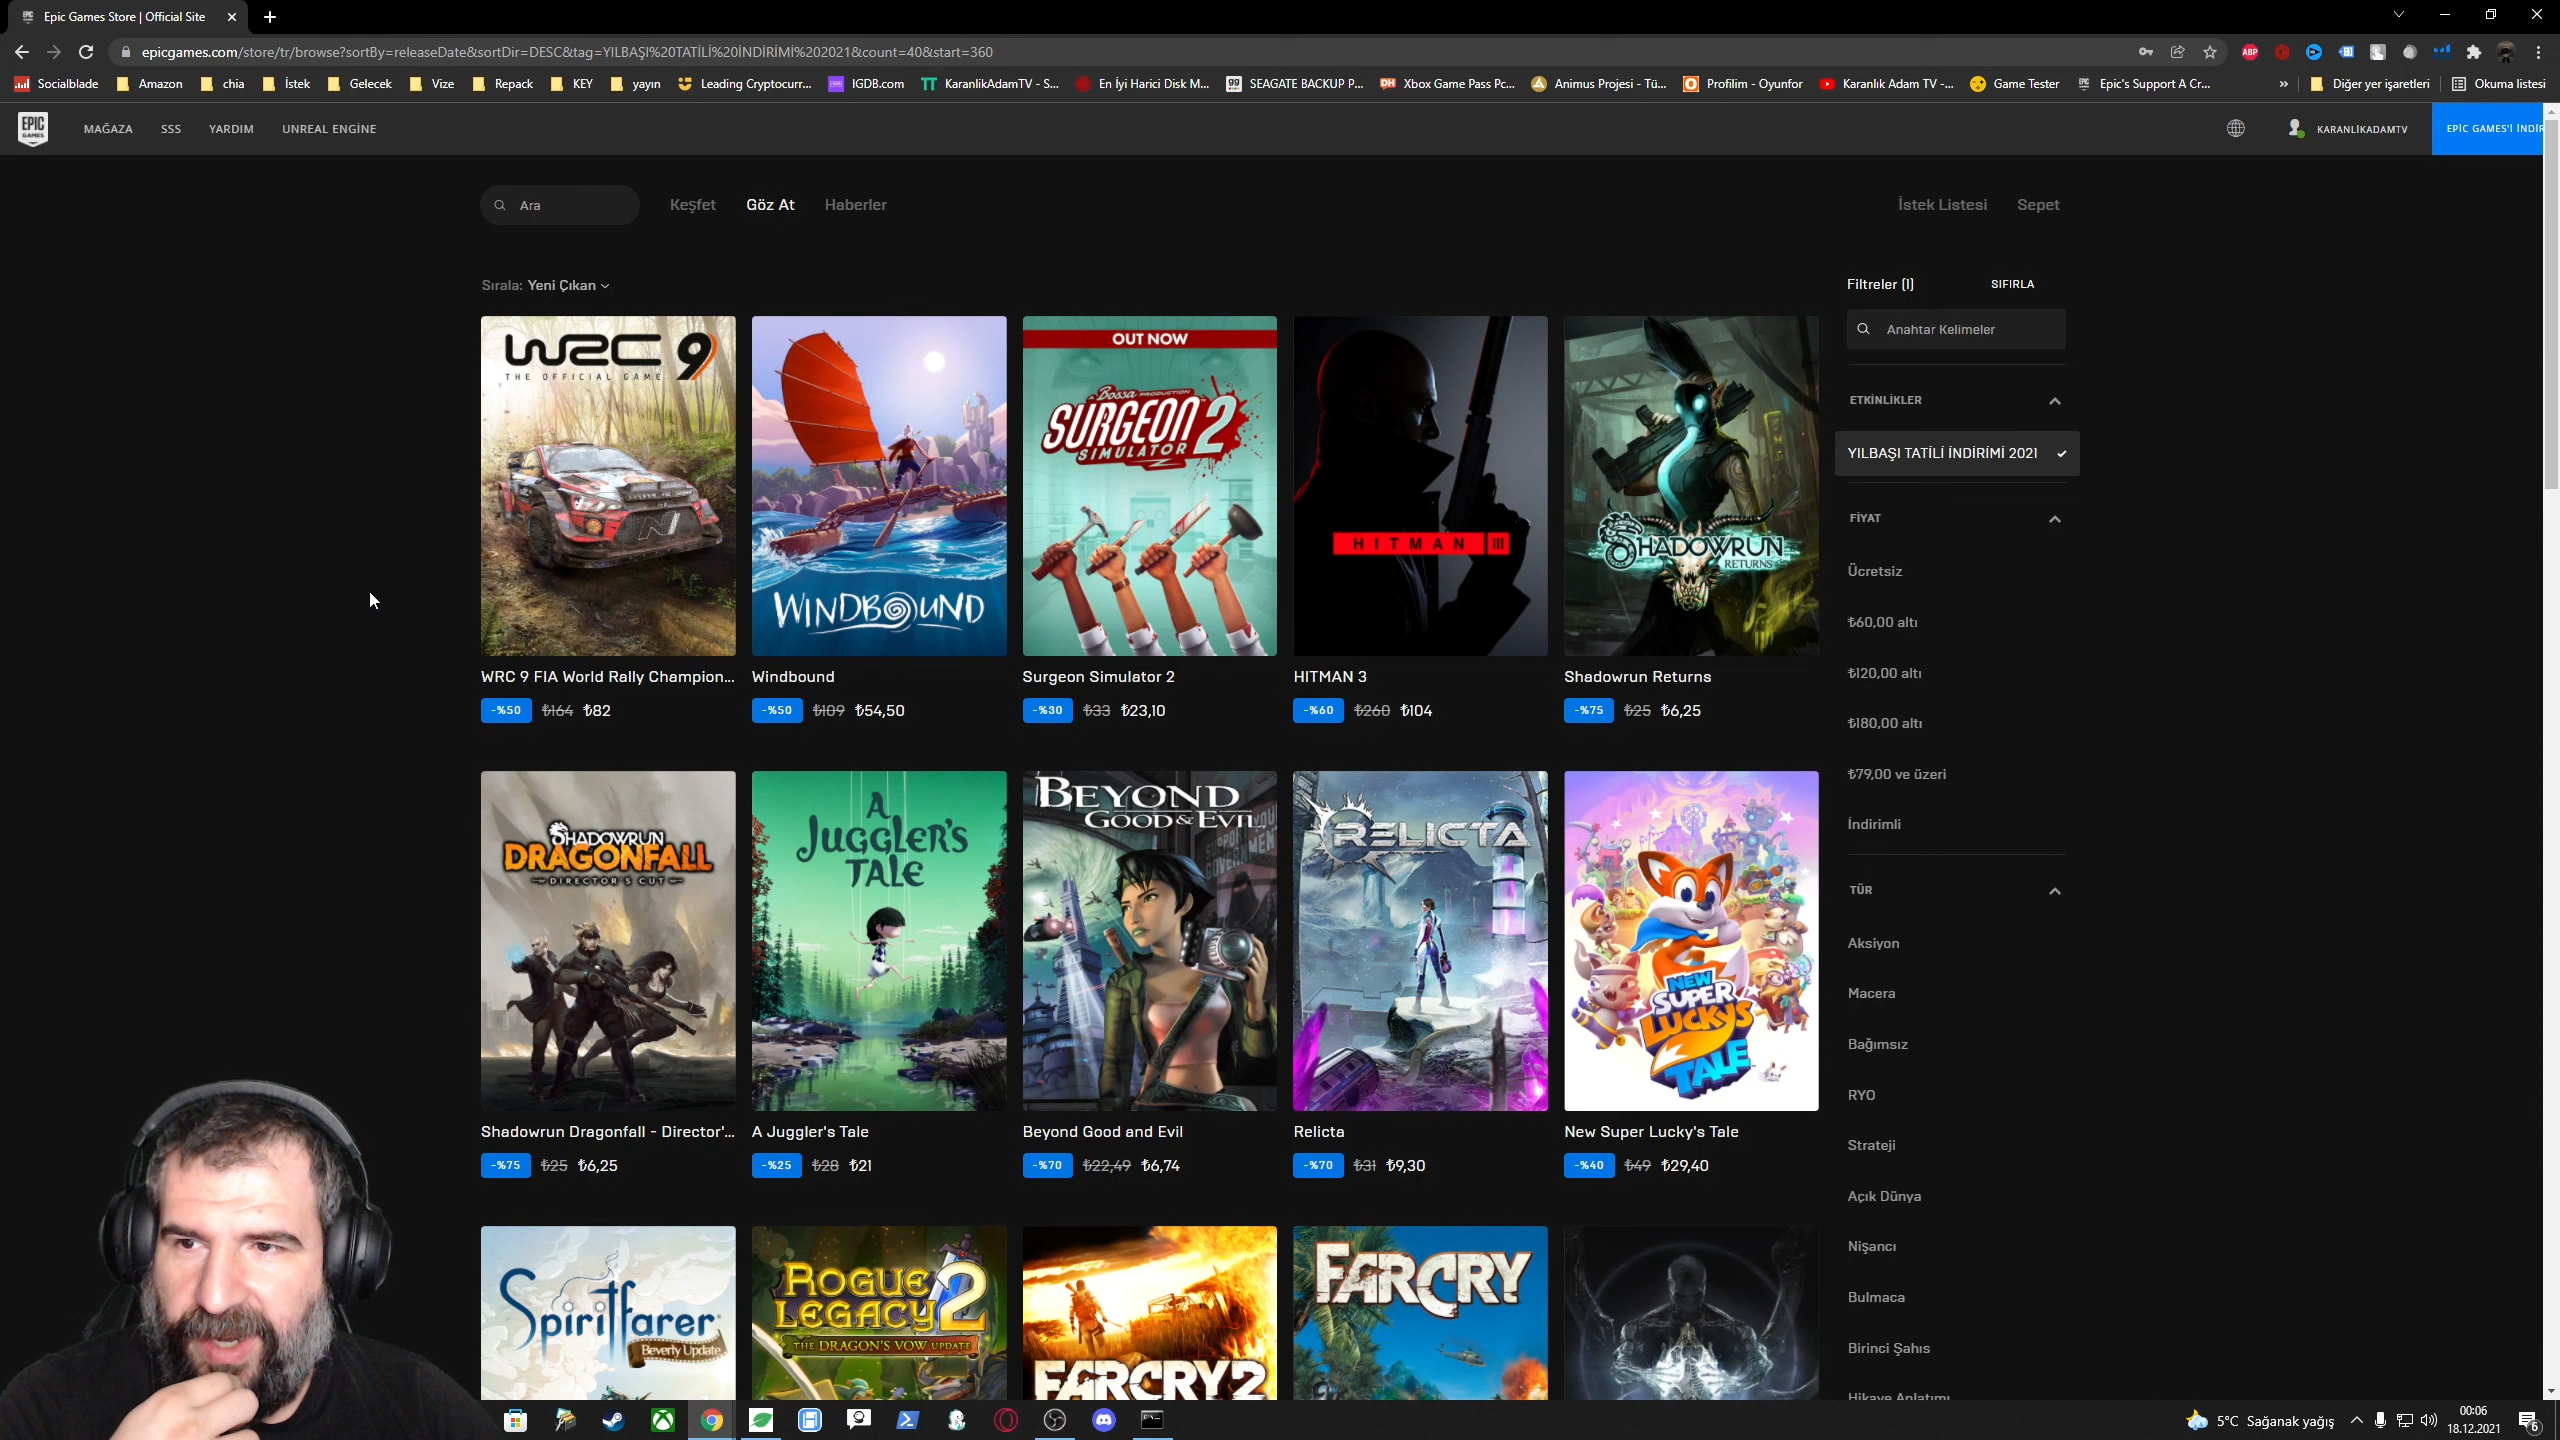 Epic Games Store | Official Site
epicgames.com/store/tr/browse?sortBy=releaseDate&sortDir=DESC&tag=YILBAŞI%20TATİLİ%20İNDİRİMİ%202021&count=40&start=360
Socialblade Amazon chia İstek Gelecek Vize Repack KEY yayın Leading Cryptocurr... IGDB.com KaranlikAdamTV - S... En İyi Harici Disk M... SEAGATE BACKUP P... Xbox Game Pass Pc... Animus Projesi - Tü... Profilim - Oyunfor Karanlık Adam TV -... Game Tester Epic's Support A Cr... » Diğer yer işaretleri Okuma listesi
EPIC GAMES MAĞAZA SSS YARDIM UNREAL ENGİNE KARANLİKADAMTV EPİC GAMES'İ İNDİR
Ara Keşfet Göz At Haberler İstek Listesi Sepet
Sırala: Yeni Çıkan
Filtreler (1) SIFIRLA
Anahtar Kelimeler
ETKİNLİKLER
YILBAŞI TATİLİ İNDİRİMİ 2021
FİYAT
Ücretsiz
₺60,00 altı
₺120,00 altı
₺180,00 altı
₺79,00 ve üzeri
İndirimli
TÜR
Aksiyon
Macera
Bağımsız
RYO
Strateji
Açık Dünya
Nişancı
Bulmaca
Birinci Şahıs
Hikaye Anlatımı
WRC 9
THE OFFICIAL GAME
WINDBOUND
OUT NOW
A Bossa PRODUCTION
SURGEON
SIMULATOR 2
HITMAN III
SHADOWRUN
RETURNS
WRC 9 FIA World Rally Champion... Windbound Surgeon Simulator 2 HITMAN 3 Shadowrun Returns
-%50 ₺164 ₺82 -%50 ₺109 ₺54,50 -%30 ₺33 ₺23,10 -%60 ₺260 ₺104 -%75 ₺25 ₺6,25
SHADOWRUN
DRAGONFALL
DIRECTOR'S CUT
A
JUGGLER'S
TALE
BEYOND
GOOD & EVIL
RELICTA
NEW
SUPER
LUCKY'S
TALE
Shadowrun Dragonfall - Director'... A Juggler's Tale Beyond Good and Evil Relicta New Super Lucky's Tale
-%75 ₺25 ₺6,25 -%25 ₺28 ₺21 -%70 ₺22,49 ₺6,74 -%70 ₺31 ₺9,30 -%40 ₺49 ₺29,40
Spiritfarer
Beverly Update
ROGUE
LEGACY 2
THE DRAGON'S VOW UPDATE
FARCRY 2
FARCRY
5°C Sağanak yağış
00:06
18.12.2021
6